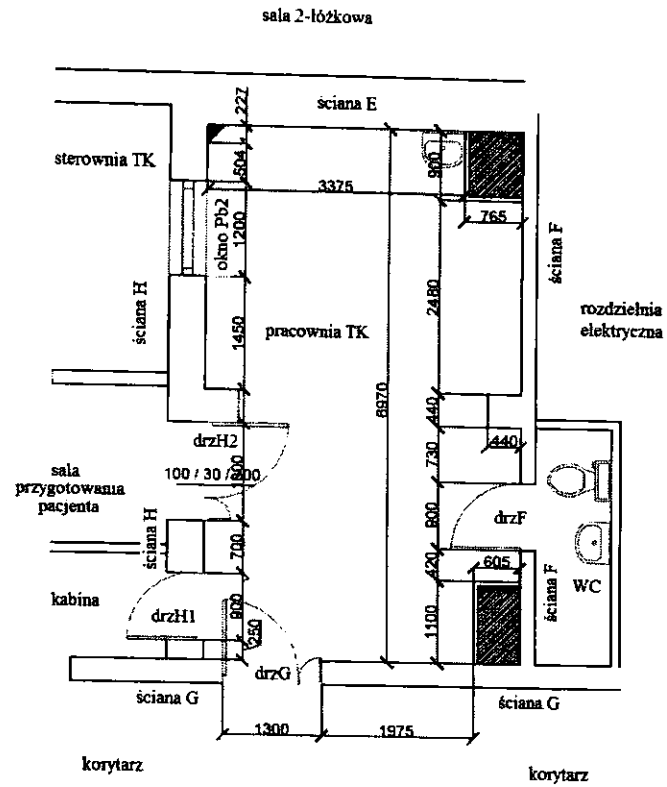 sala 2-łóżkowa
ściana E
227
504
900
sterownia TK
3375
765
okno Pb2
1200
ściana F
ściana H
2480
rozdzielnia
elektryczna
1450
pracownia TK
6970
440
440
drzH2
730
100 / 30 /
sala
przygotowania
pacjenta
ściana H
700
900
drzF
420
605
WC
ściana F
kabina
drzH1
900
250
1100
drzG
ściana G
ściana G
1300
1975
korytarz
korytarz